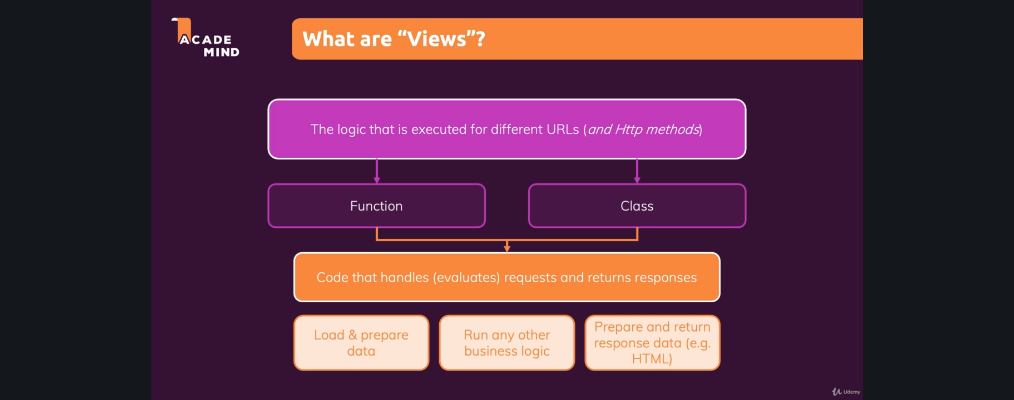 ACADE
MIND
What are “Views”?
The logic that is executed for different URLs (and Http methods)
Function
Class
Code that handles (evaluates) requests and returns responses
Load & prepare
data
Run any other
business logic
Prepare and return
response data (e.g.
HTML)
Udemy